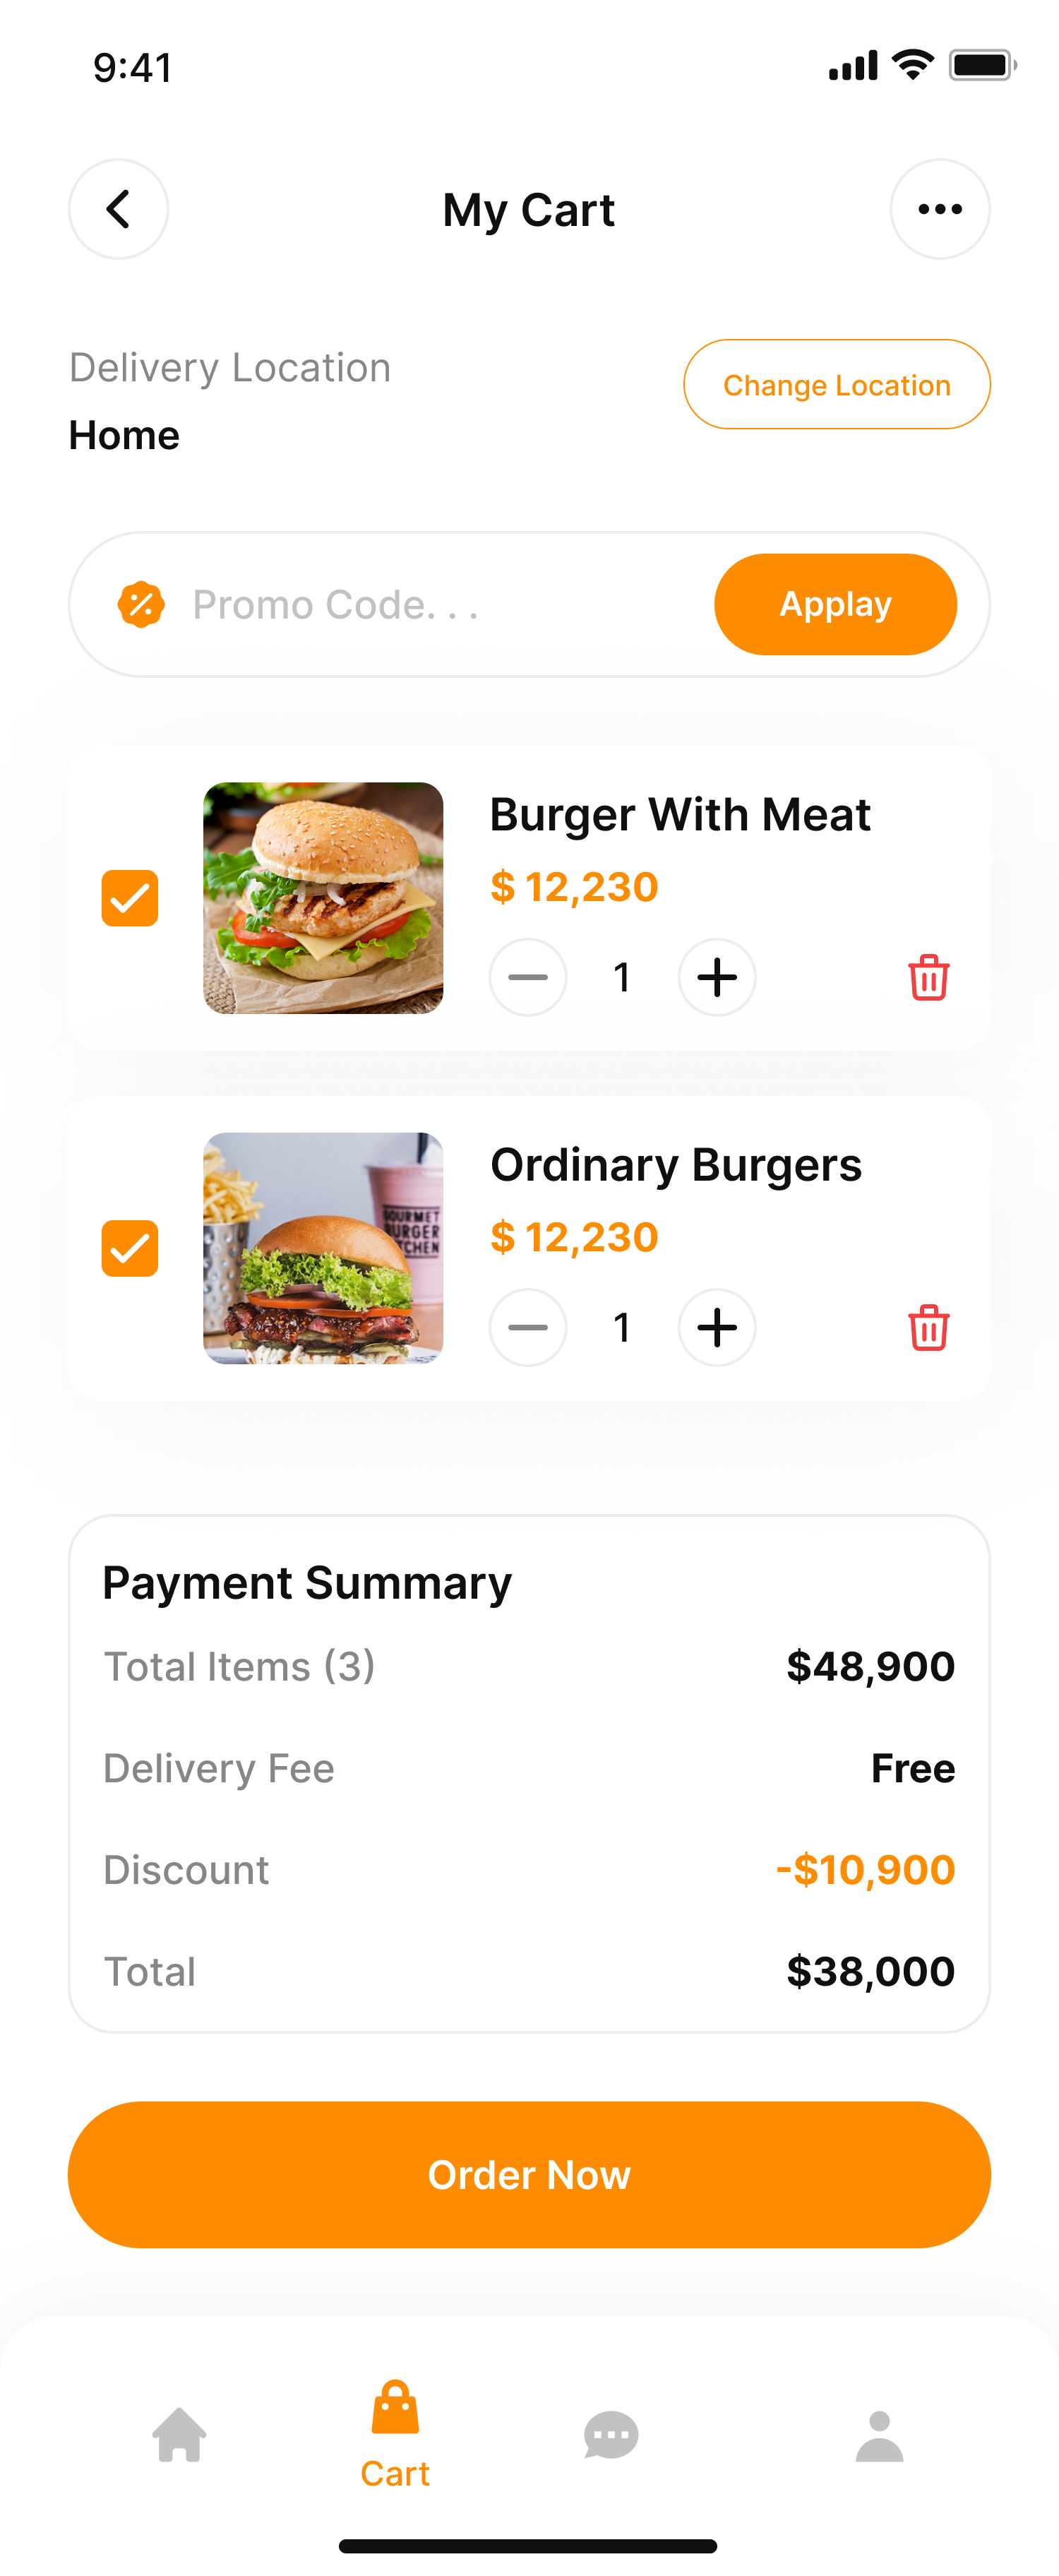 9:41
My Cart
Delivery Location
Change Location
Home
Promo Code. . .
Applay
Burger With Meat
$ 12,230
1
GOURMET
BURGER
KITCHEN
Ordinary Burgers
$ 12,230
1
Payment Summary
Total Items (3)
$48,900
Delivery Fee
Free
Discount
-$10,900
Total
$38,000
Order Now
Cart